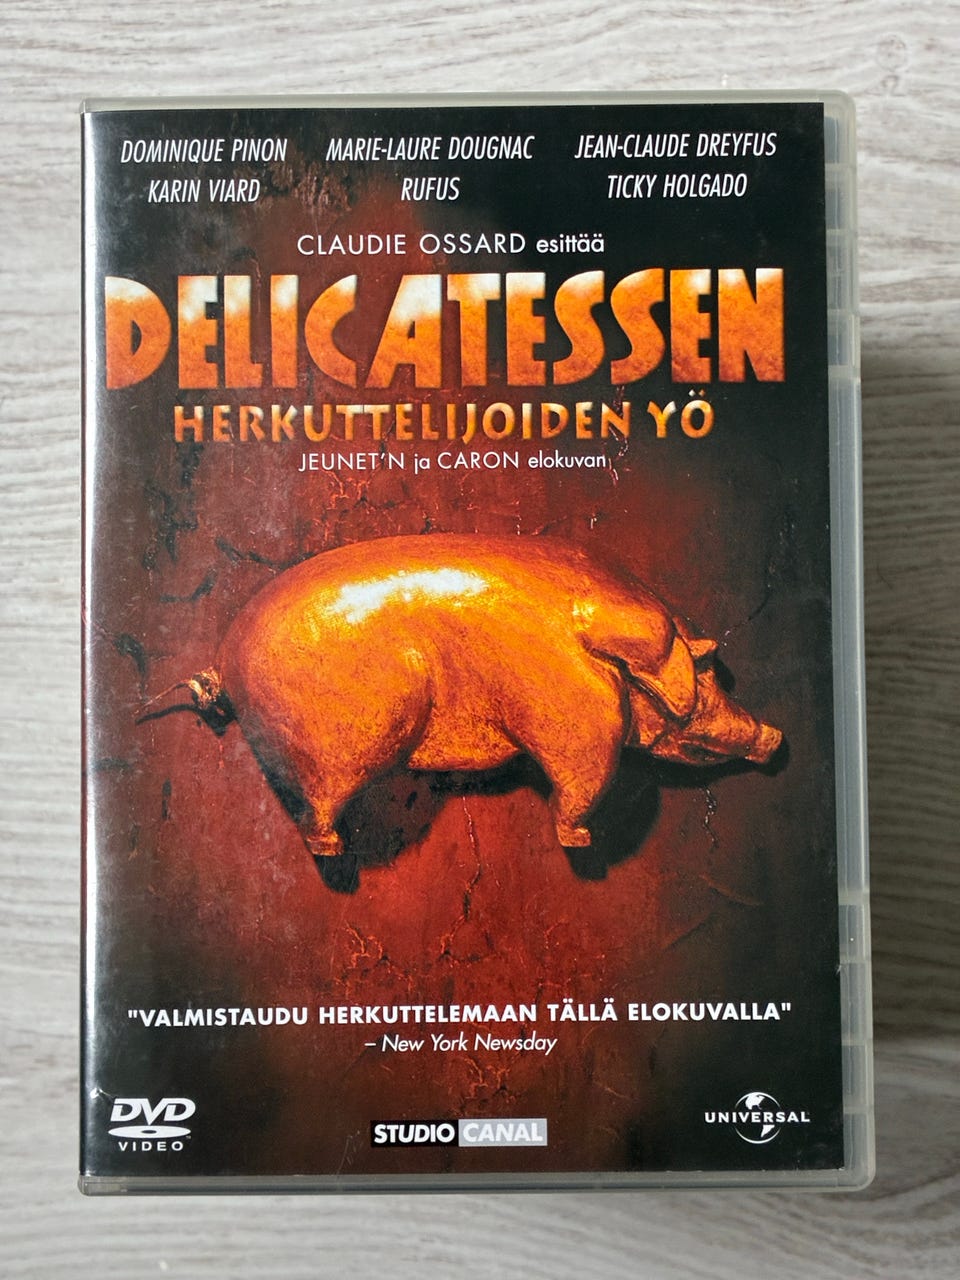 DOMINIQUE PINON MARIE-LAURE DOUGNAC JEAN-CLAUDE DREYFUS
KARIN VIARD RUFUS TICKY HOLGADO
CLAUDIE OSSARD esittää
DELICATESSEN
HERKUTTELIJOIDEN YÖ
JEUNET'N ja CARON elokuvan
"VALMISTAUDU HERKUTTELEMAAN TÄLLÄ ELOKUVALLA"
– New York Newsday
DVD
VIDEO™
STUDIO CANAL
UNIVERSAL